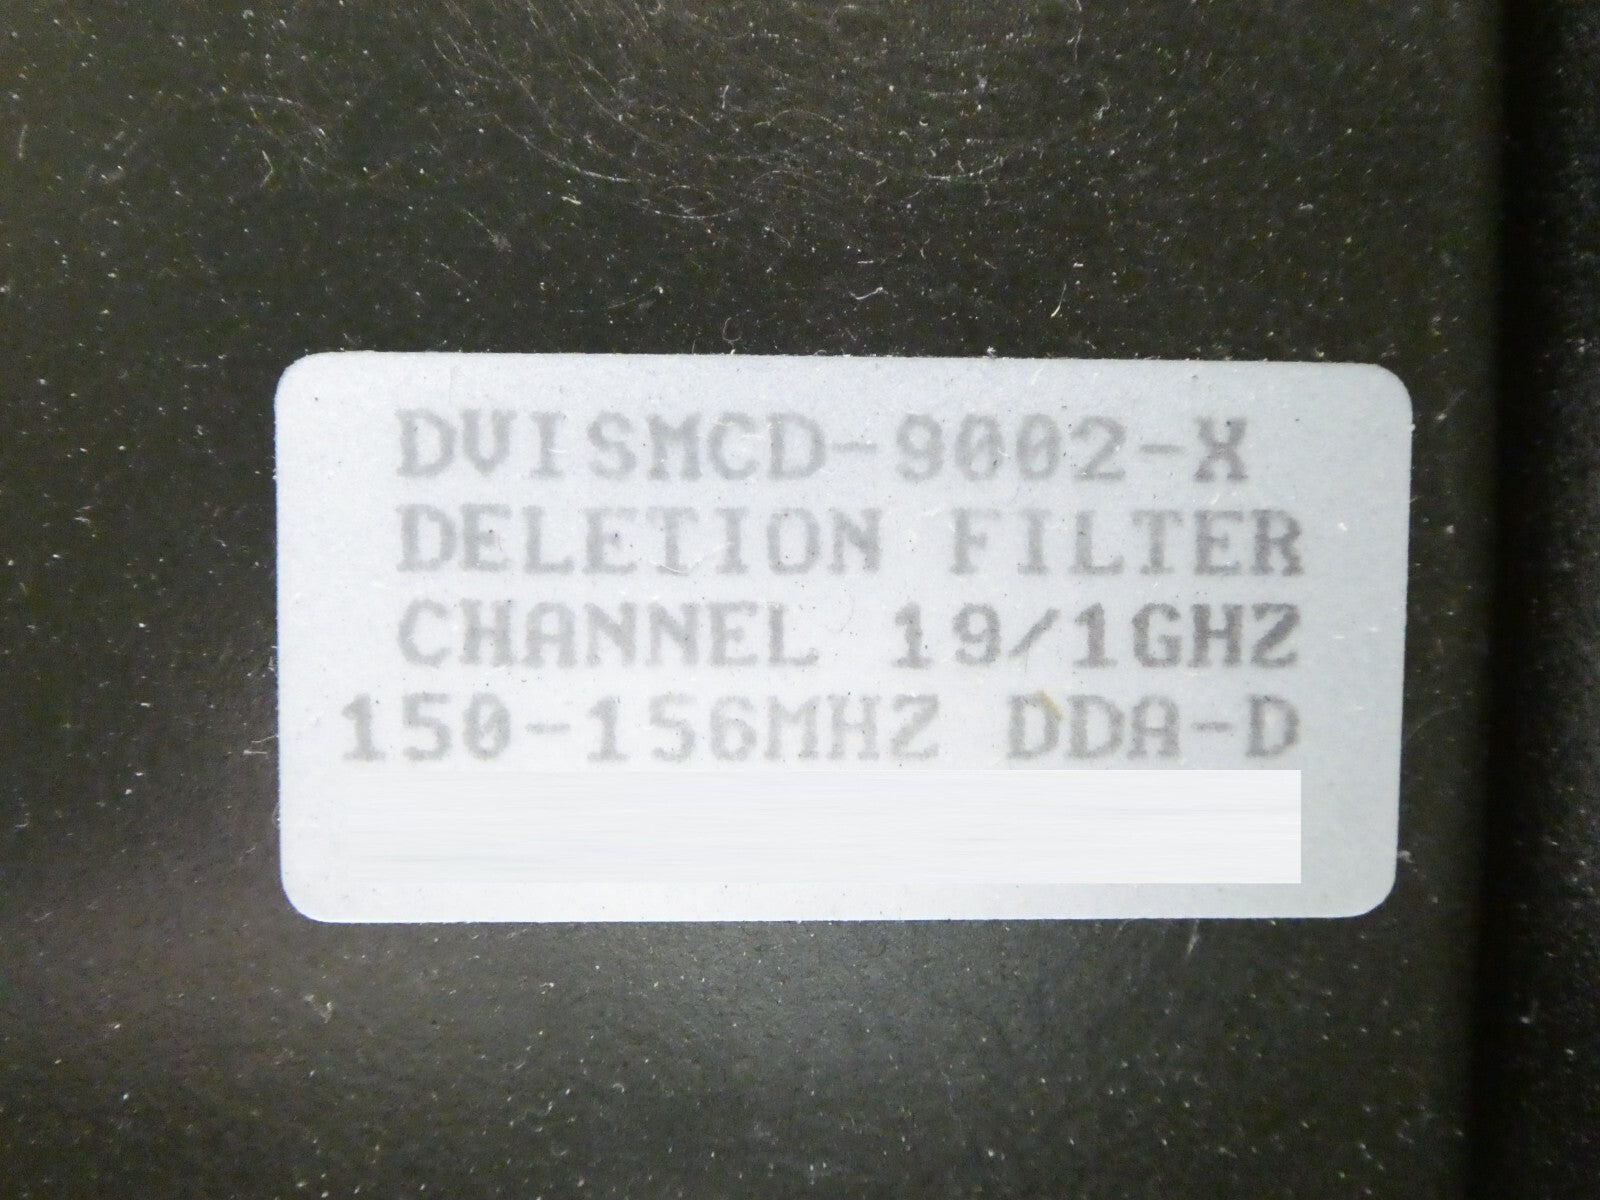 DVISMCD-9002-X
DELETION FILTER
CHANNEL 19/1GHZ
150-156MHZ DDA-D